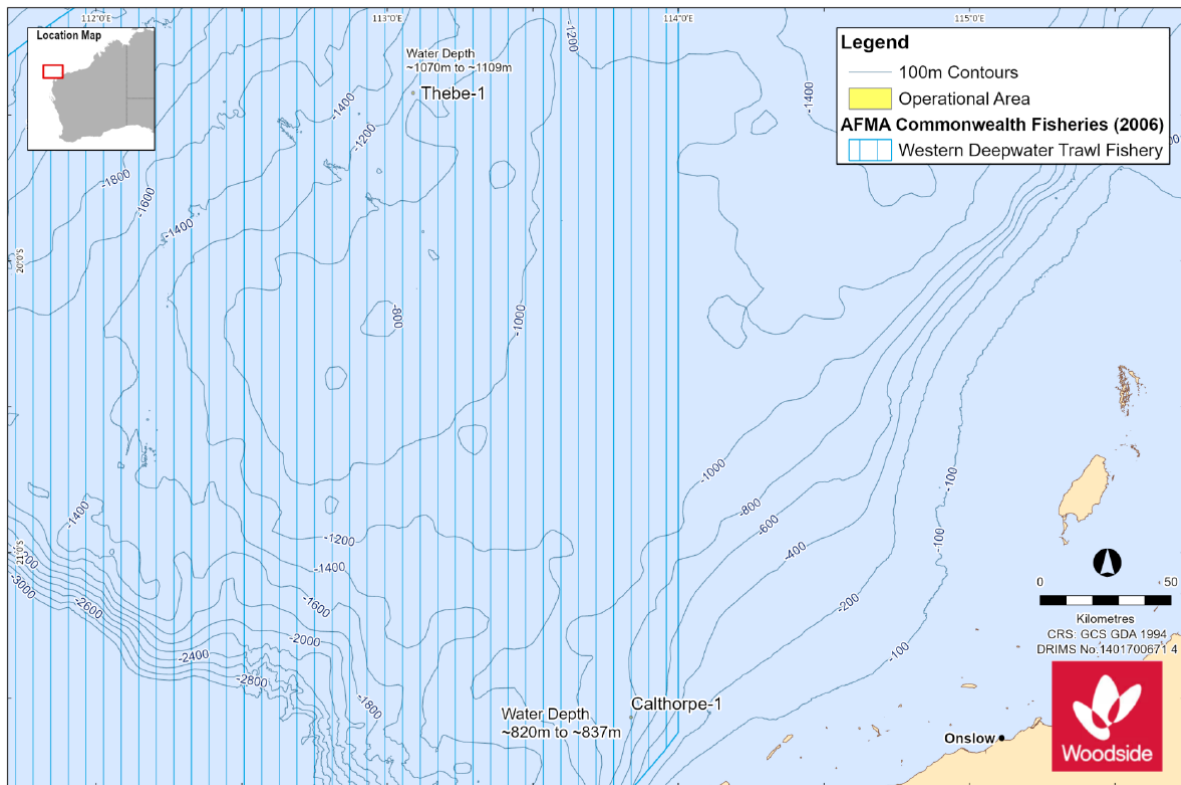 112°0'E
113°0'E
114°0'E
115°0'E
Location Map
Water Depth
~1070m to ~1109m
Thebe-1
Legend
100m Contours
Operational Area
AFMA Commonwealth Fisheries (2006)
Western Deepwater Trawl Fishery
-1200
-1400
-1400
-1200
-1800
-1600
-1400
20°0'S
-800
-1000
-1000
-800
-600
-400
-200
-100
-100
-100
-1400
-1200
-1400
-1600
-2000
-1800
21°0'S
-3000
-2600
-2400
-2800
0
50
Kilometres
CRS: GCS GDA 1994
DRIMS No.1401700671 4
Water Depth
~820m to ~837m
Calthorpe-1
Onslow
Woodside